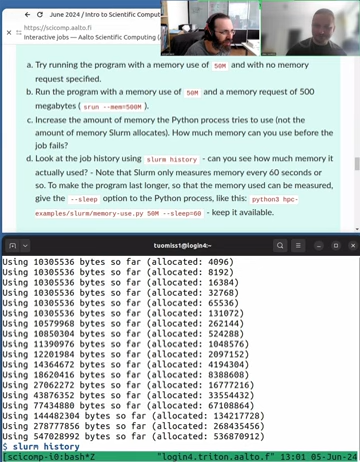 June 2024 / Intro to Scientific Comput
https://scicomp.aalto.fi
Interactive jobs — Aalto Scientific Computing (A
a. Try running the program with a memory use of 50M and with no memory
request specified.
b. Run the program with a memory use of 50M and a memory request of 500
megabytes ( srun --mem=500M ).
c. Increase the amount of memory the Python process tries to use (not the
amount of memory Slurm allocates). How much memory can you use before the
job fails?
d. Look at the job history using slurm history - can you see how much memory it
actually used? - Note that Slurm only measures memory every 60 seconds or
so. To make the program last longer, so that the memory used can be measured,
give the --sleep option to the Python process, like this: python3 hpc-
examples/slurm/memory-use.py 50M --sleep=60 - keep it available.
tuomiss1@login4:~
Using 10305536 bytes so far (allocated: 4096)
Using 10305536 bytes so far (allocated: 8192)
Using 10305536 bytes so far (allocated: 16384)
Using 10305536 bytes so far (allocated: 32768)
Using 10305536 bytes so far (allocated: 65536)
Using 10305536 bytes so far (allocated: 131072)
Using 10579968 bytes so far (allocated: 262144)
Using 10850304 bytes so far (allocated: 524288)
Using 11390976 bytes so far (allocated: 1048576)
Using 12201984 bytes so far (allocated: 2097152)
Using 14364672 bytes so far (allocated: 4194304)
Using 18620416 bytes so far (allocated: 8388608)
Using 27062272 bytes so far (allocated: 16777216)
Using 43876352 bytes so far (allocated: 33554432)
Using 77434880 bytes so far (allocated: 67108864)
Using 144482304 bytes so far (allocated: 134217728)
Using 278777856 bytes so far (allocated: 268435456)
Using 547028992 bytes so far (allocated: 536870912)
$ slurm history
[scicomp-i0:bash*Z "login4.triton.aalto.f" 13:01 05-Jun-24